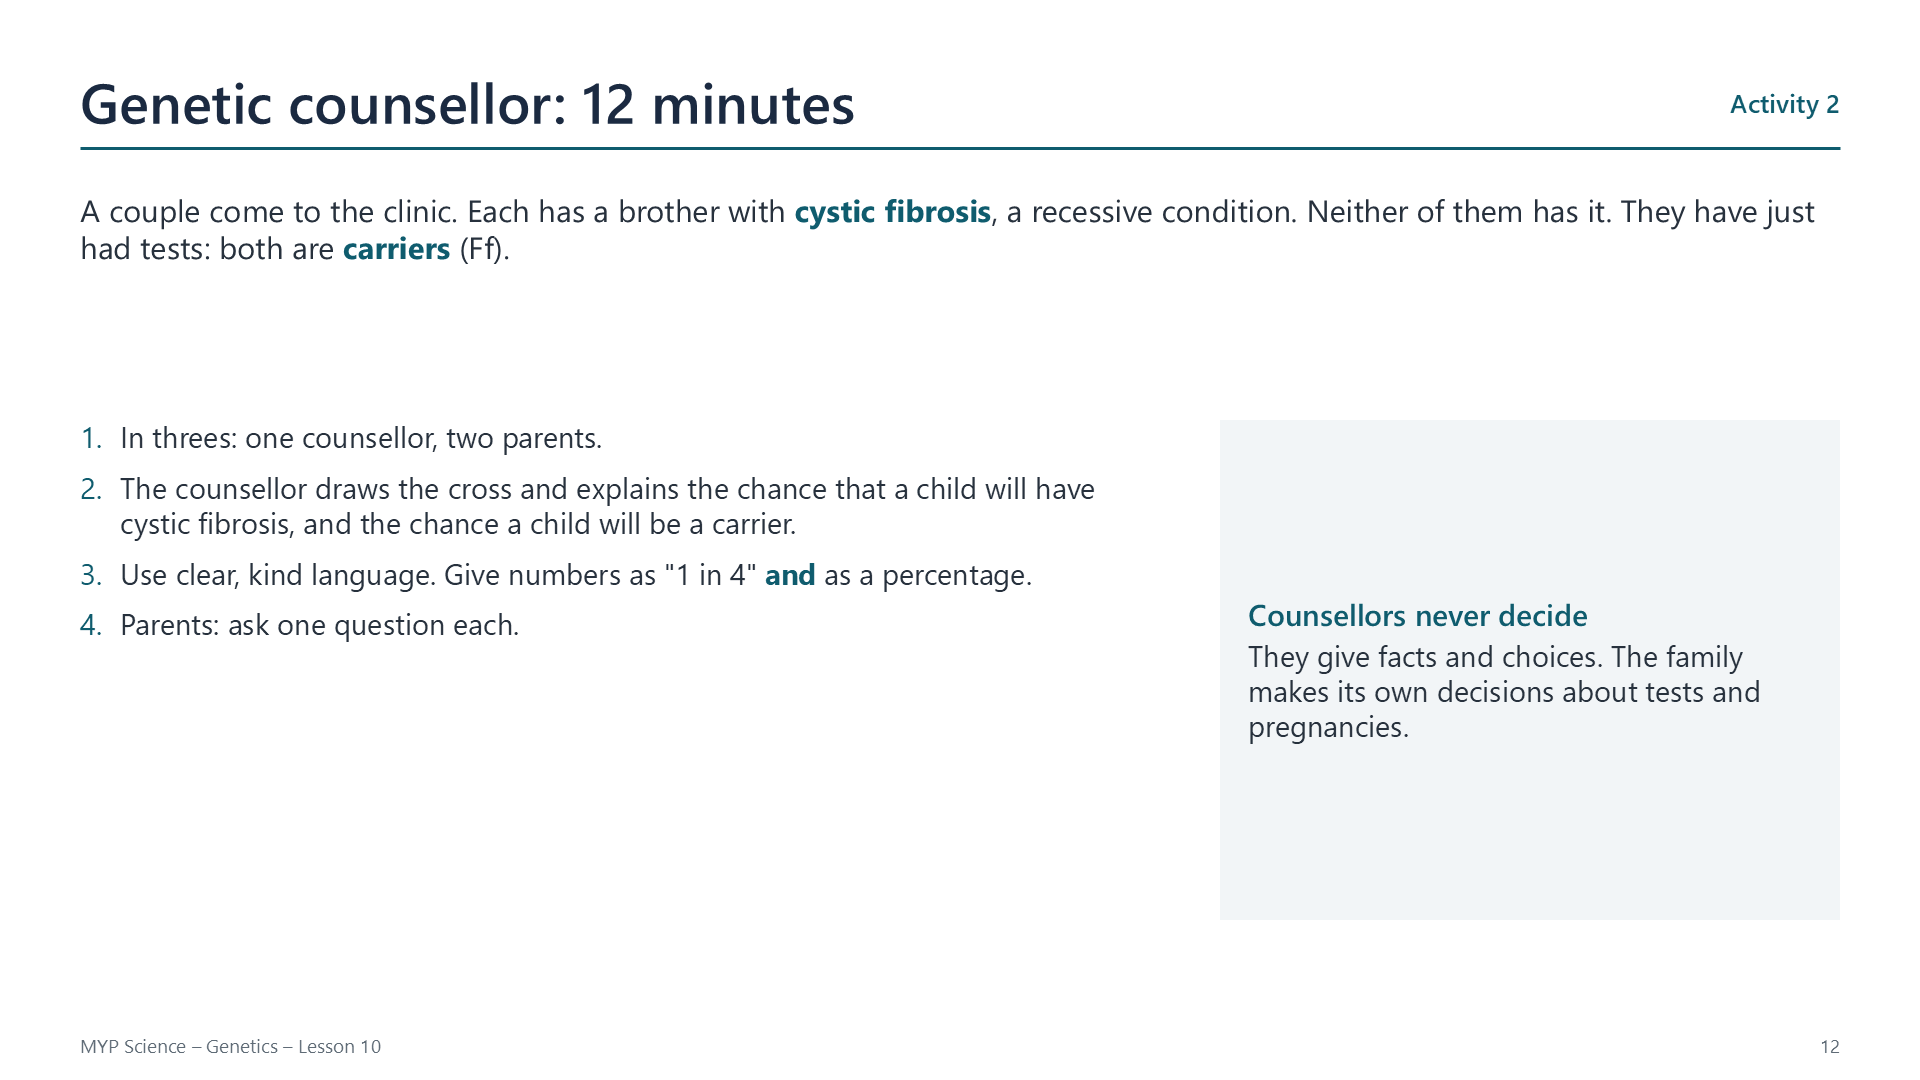 Genetic counsellor: 12 minutes
Activity 2
A couple come to the clinic. Each has a brother with cystic fibrosis, a recessive condition. Neither of them has it. They have just
had tests: both are carriers (Ff).
1. In threes: one counsellor, two parents.
2. The counsellor draws the cross and explains the chance that a child will have
cystic fibrosis, and the chance a child will be a carrier.
3. Use clear, kind language. Give numbers as "1 in 4" and as a percentage.
4. Parents: ask one question each.
Counsellors never decide
They give facts and choices. The family
makes its own decisions about tests and
pregnancies.
MYP Science – Genetics – Lesson 10
12